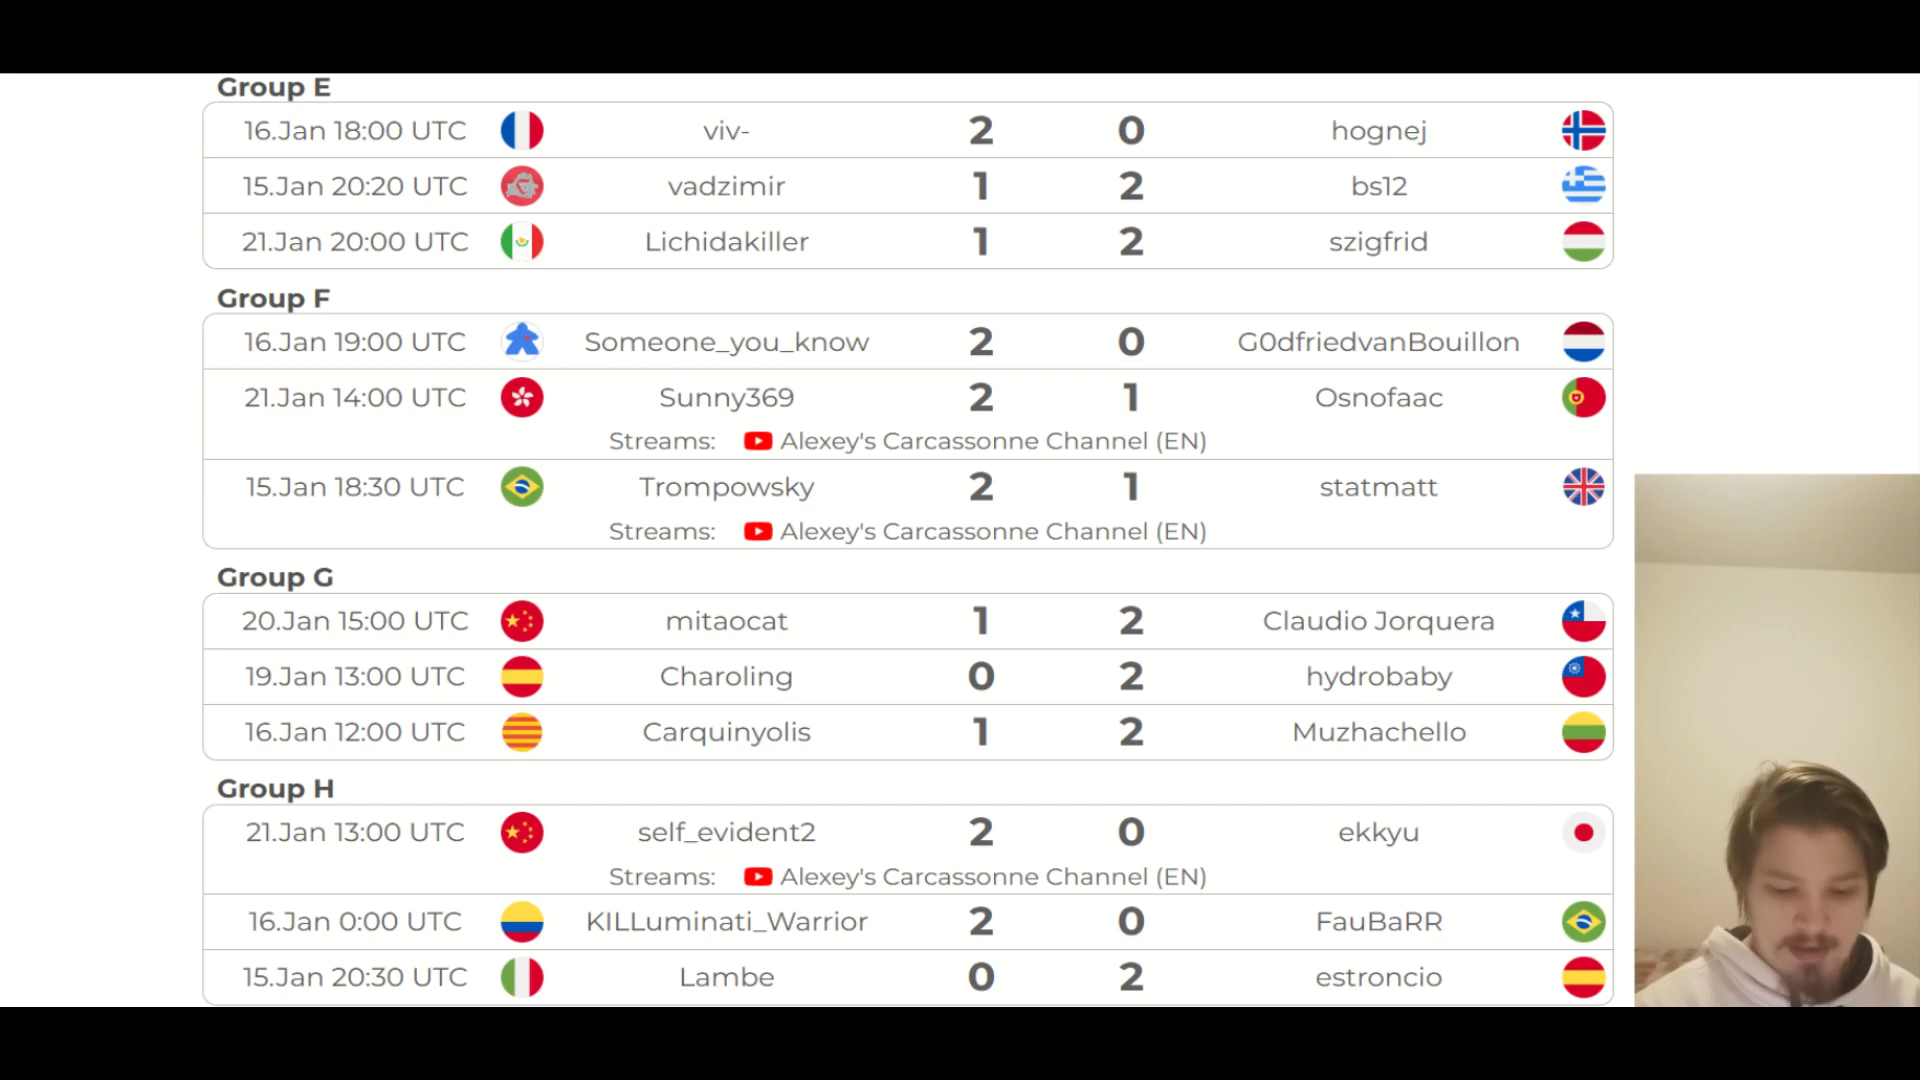 Group E
16.Jan 18:00 UTC viv- 2 0 hognej
15.Jan 20:20 UTC vadzimir 1 2 bs12
21.Jan 20:00 UTC Lichidakiller 1 2 szigfrid
Group F
16.Jan 19:00 UTC Someone_you_know 2 0 G0dfriedvanBouillon
21.Jan 14:00 UTC Sunny369 2 1 Osnofaac
Streams: Alexey's Carcassonne Channel (EN)
15.Jan 18:30 UTC Trompowsky 2 1 statmatt
Streams: Alexey's Carcassonne Channel (EN)
Group G
20.Jan 15:00 UTC mitaocat 1 2 Claudio Jorquera
19.Jan 13:00 UTC Charoling 0 2 hydrobaby
16.Jan 12:00 UTC Carquinyolis 1 2 Muzhachello
Group H
21.Jan 13:00 UTC self_evident2 2 0 ekkyu
Streams: Alexey's Carcassonne Channel (EN)
16.Jan 0:00 UTC KILLuminati_Warrior 2 0 FauBaRR
15.Jan 20:30 UTC Lambe 0 2 estroncio